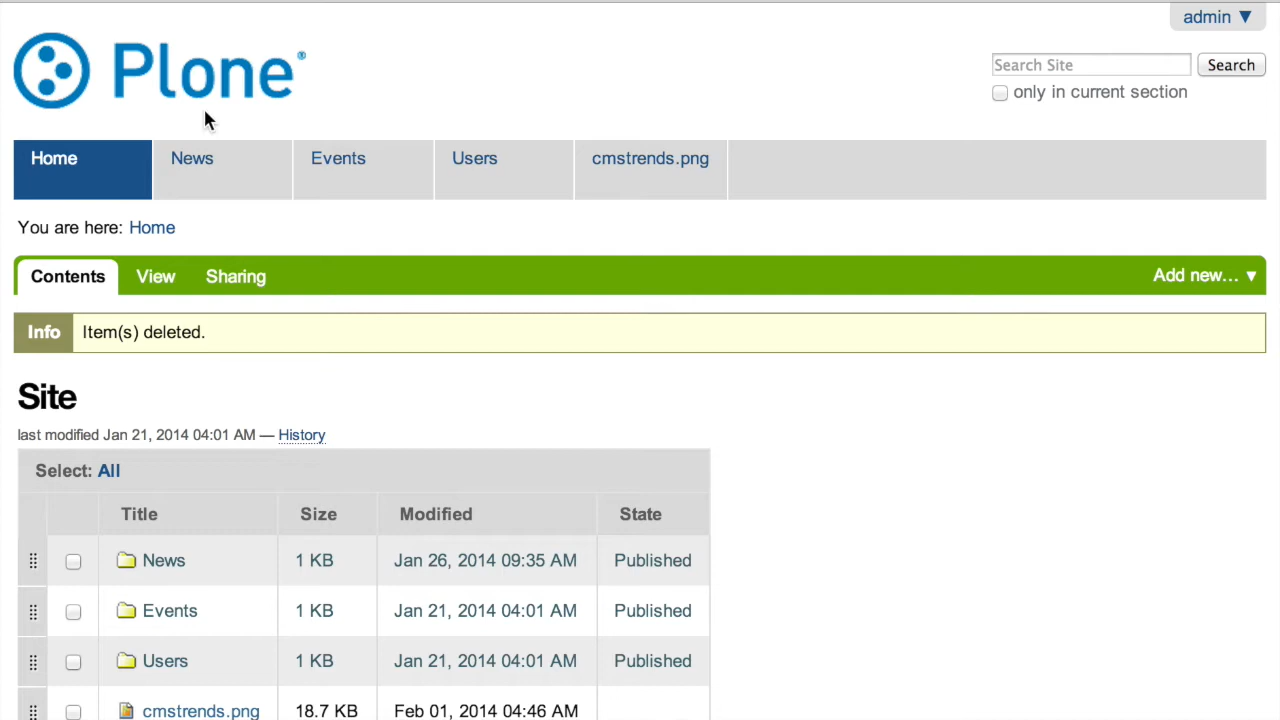 admin ▼
Plone®
Search Site
Search
only in current section
Home News Events Users cmstrends.png
You are here: Home
Contents View Sharing Add new... ▼
Info Item(s) deleted.
Site
last modified Jan 21, 2014 04:01 AM — History
Select: All
Title Size Modified State
News 1 KB Jan 26, 2014 09:35 AM Published
Events 1 KB Jan 21, 2014 04:01 AM Published
Users 1 KB Jan 21, 2014 04:01 AM Published
cmstrends.png 18.7 KB Feb 01, 2014 04:46 AM